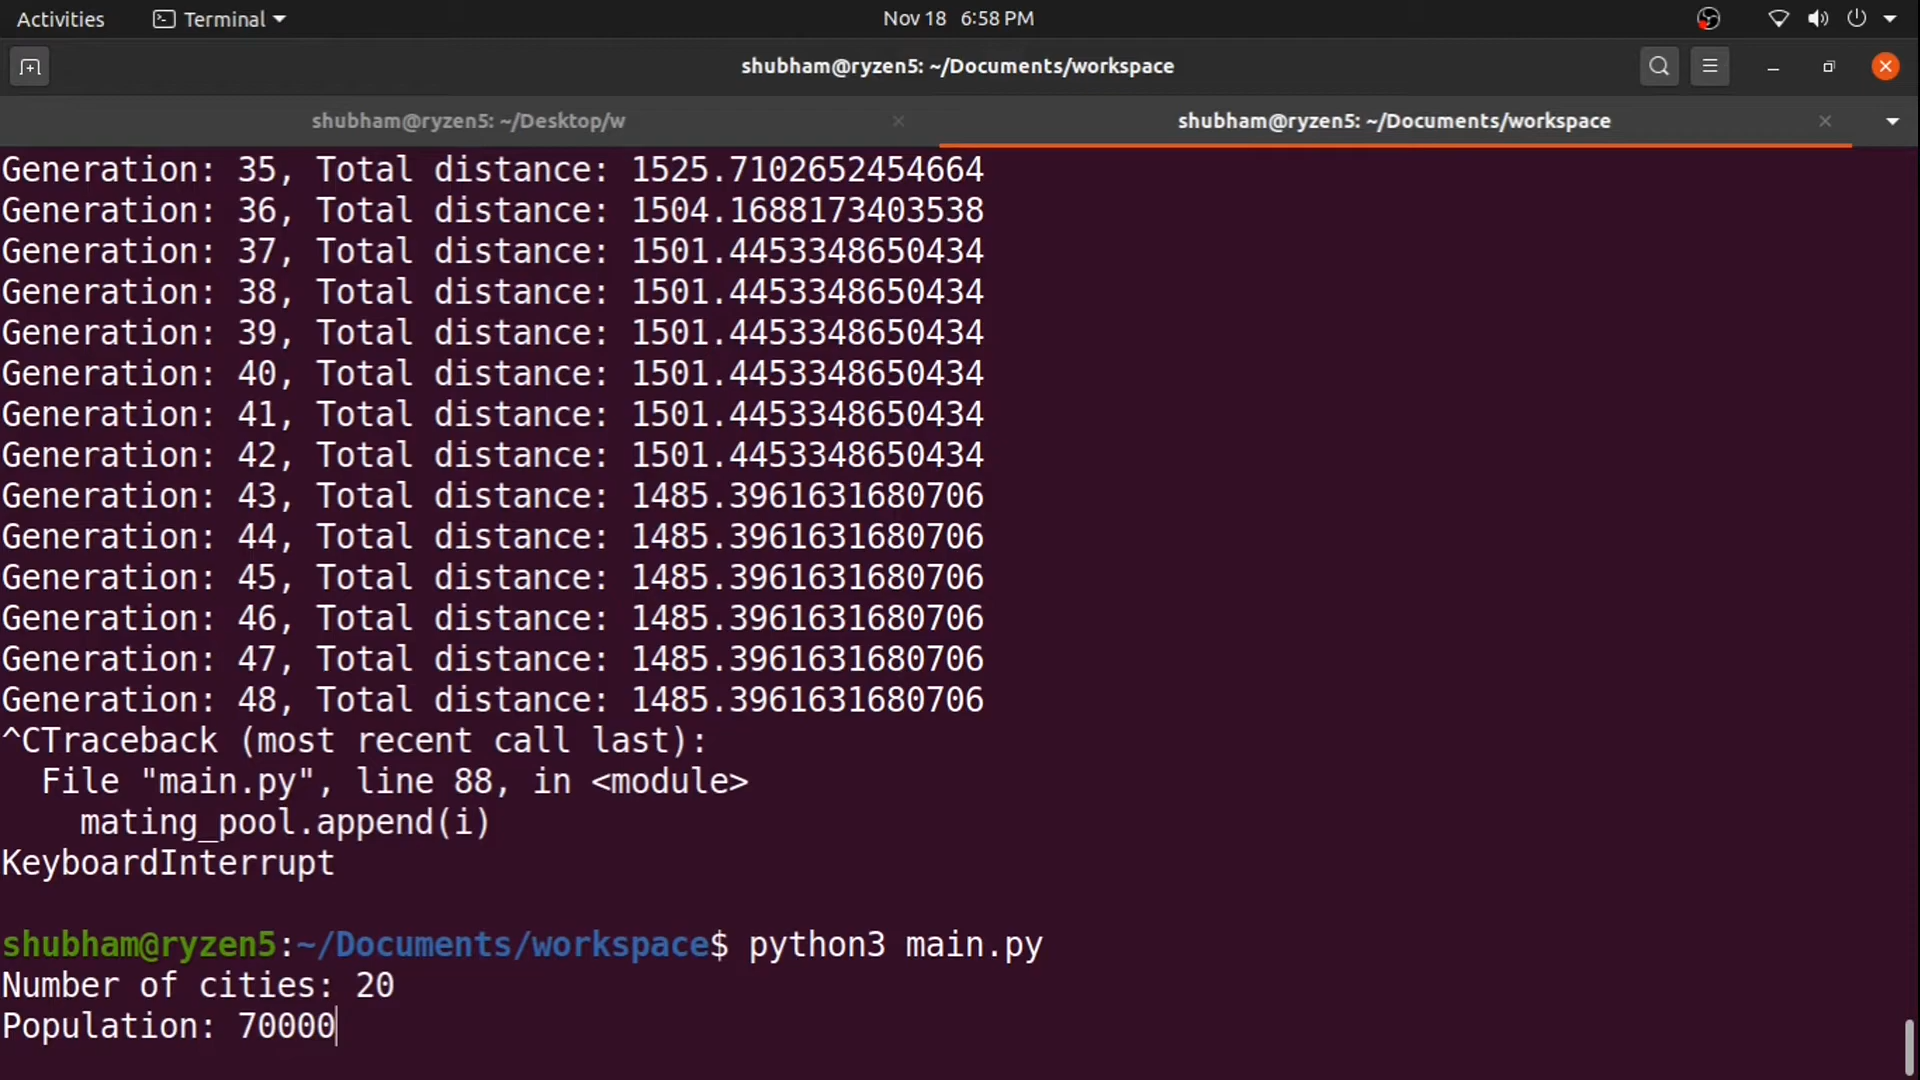 Activities Terminal Nov 18 6:58 PM
shubham@ryzen5: ~/Documents/workspace
shubham@ryzen5: ~/Desktop/w shubham@ryzen5: ~/Documents/workspace
Generation: 35, Total distance: 1525.7102652454664
Generation: 36, Total distance: 1504.1688173403538
Generation: 37, Total distance: 1501.4453348650434
Generation: 38, Total distance: 1501.4453348650434
Generation: 39, Total distance: 1501.4453348650434
Generation: 40, Total distance: 1501.4453348650434
Generation: 41, Total distance: 1501.4453348650434
Generation: 42, Total distance: 1501.4453348650434
Generation: 43, Total distance: 1485.3961631680706
Generation: 44, Total distance: 1485.3961631680706
Generation: 45, Total distance: 1485.3961631680706
Generation: 46, Total distance: 1485.3961631680706
Generation: 47, Total distance: 1485.3961631680706
Generation: 48, Total distance: 1485.3961631680706
^CTraceback (most recent call last):
  File "main.py", line 88, in <module>
    mating_pool.append(i)
KeyboardInterrupt
shubham@ryzen5:~/Documents/workspace$ python3 main.py
Number of cities: 20
Population: 70000